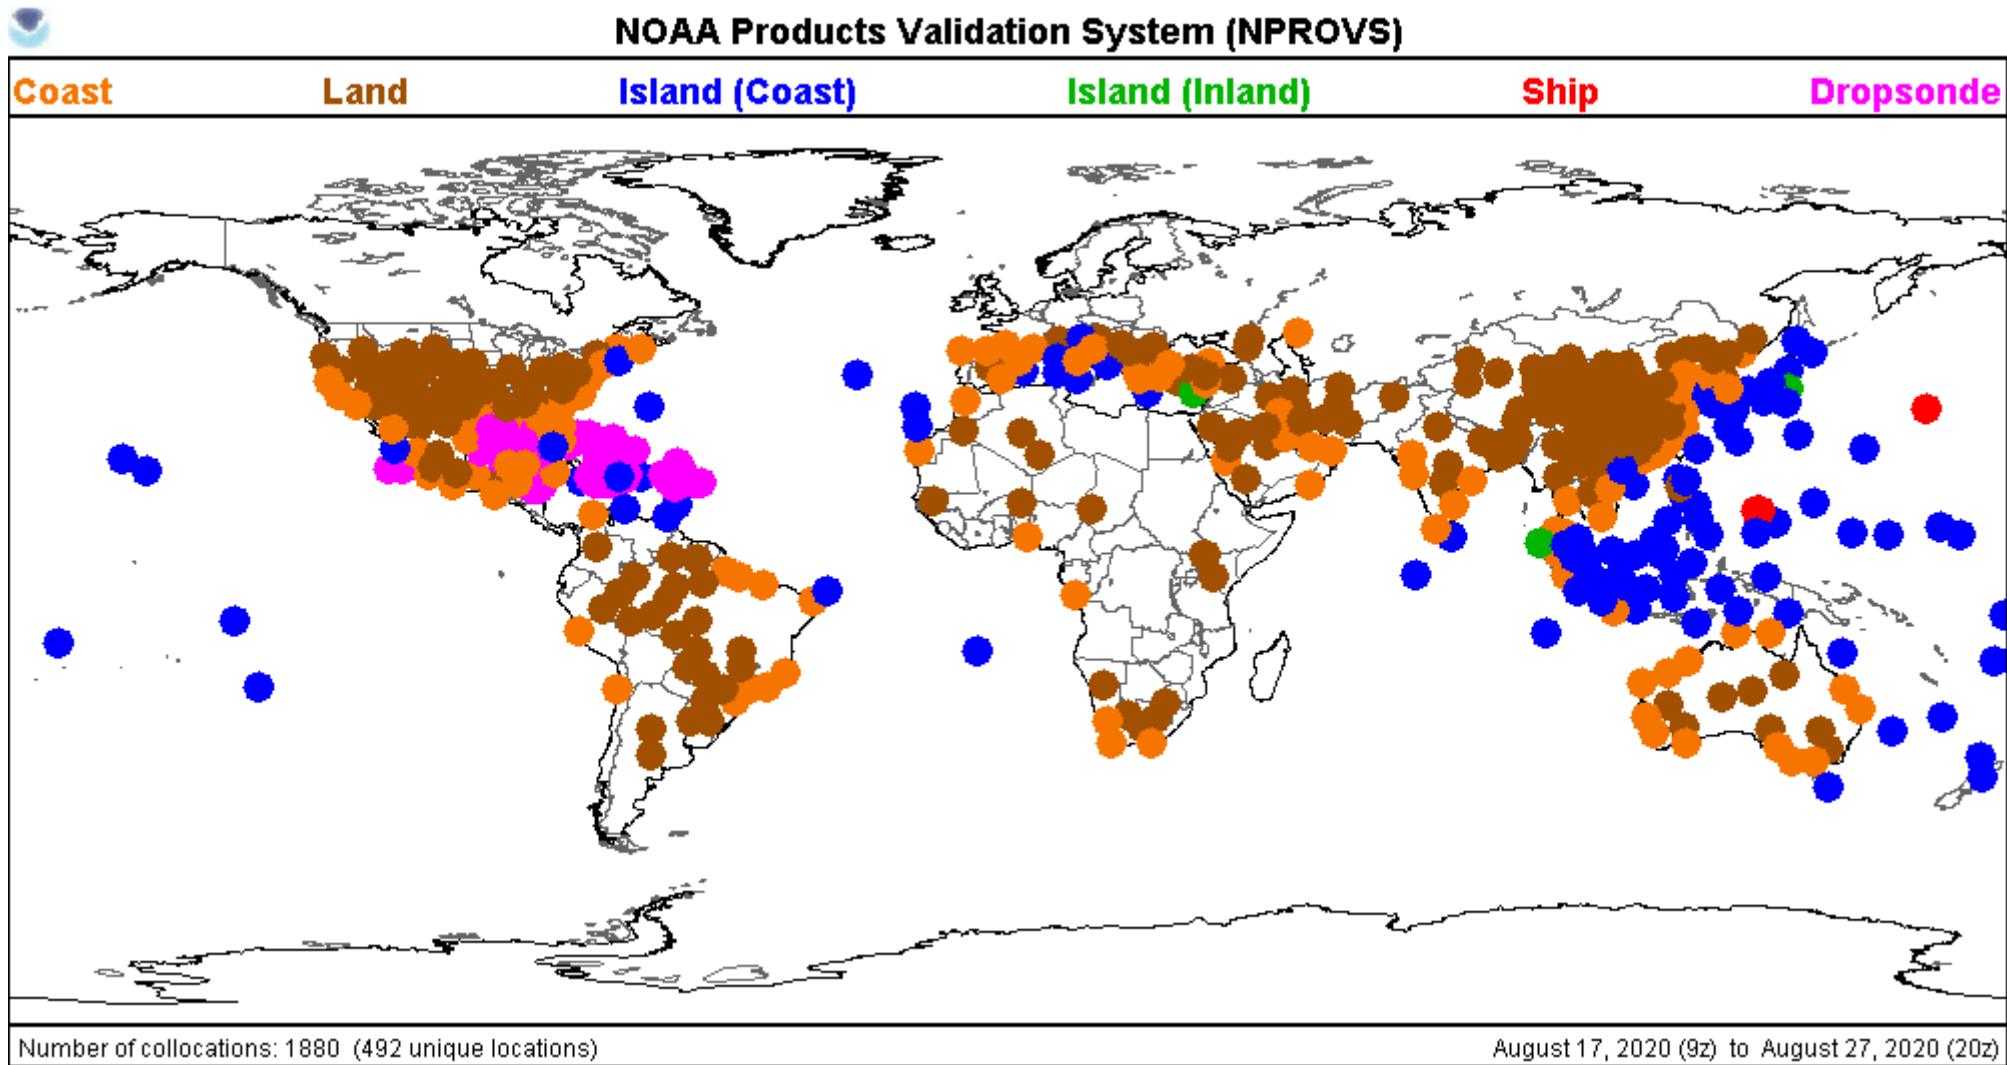 NOAA Products Validation System (NPROVS)
Coast Land Island (Coast) Island (Inland) Ship Dropsonde
Number of collocations: 1880 (492 unique locations) August 17, 2020 (9z) to August 27, 2020 (20z)